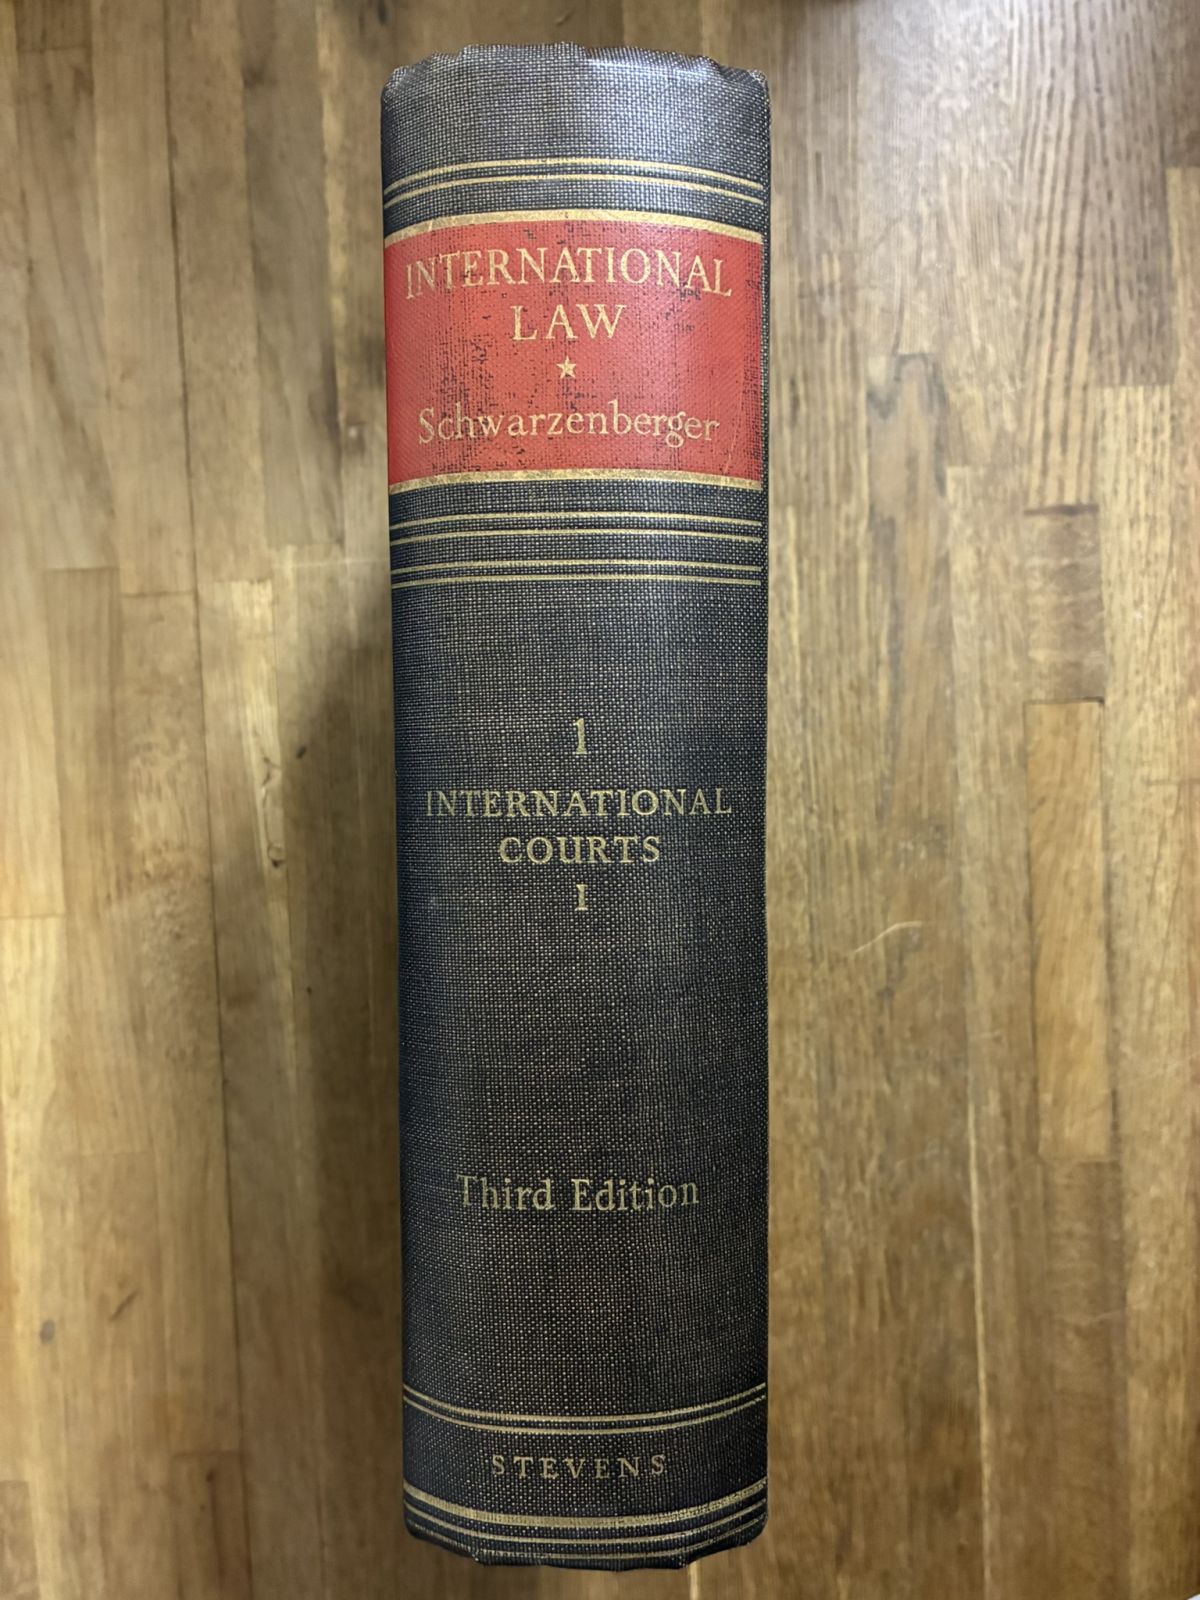 INTERNATIONAL
LAW
★
Schwarzenberger
1
INTERNATIONAL
COURTS
I
Third Edition
STEVENS